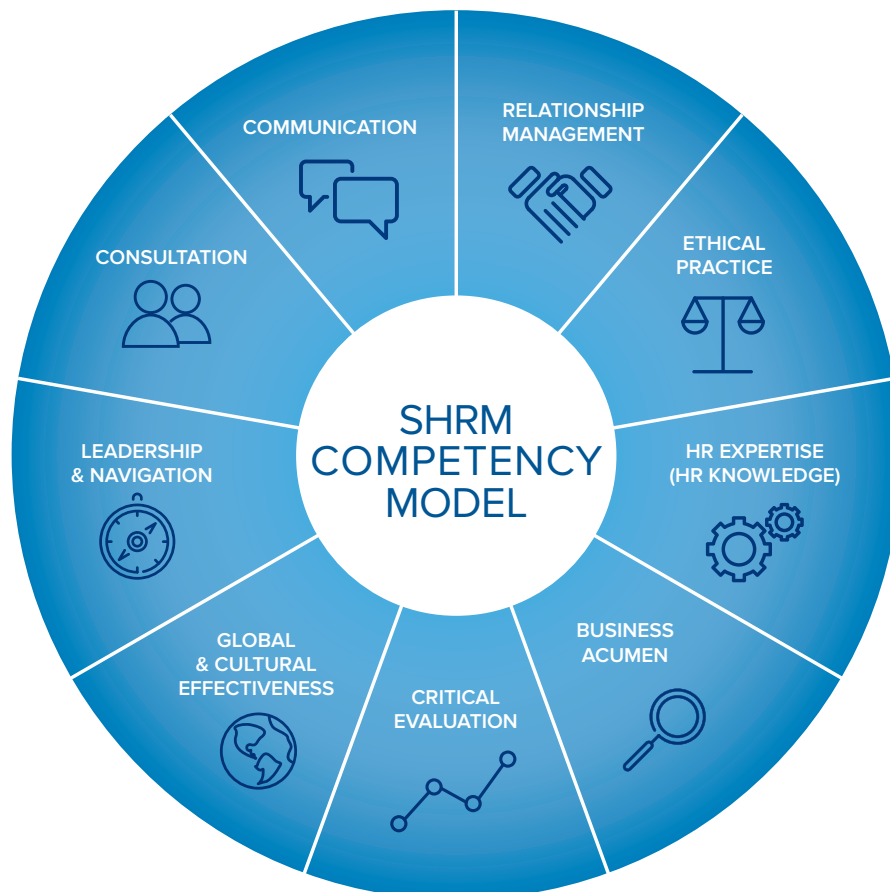 COMMUNICATION
RELATIONSHIP
MANAGEMENT
CONSULTATION
ETHICAL
PRACTICE
SHRM
COMPETENCY
MODEL
LEADERSHIP
& NAVIGATION
HR EXPERTISE
(HR KNOWLEDGE)
GLOBAL
& CULTURAL
EFFECTIVENESS
CRITICAL
EVALUATION
BUSINESS
ACUMEN